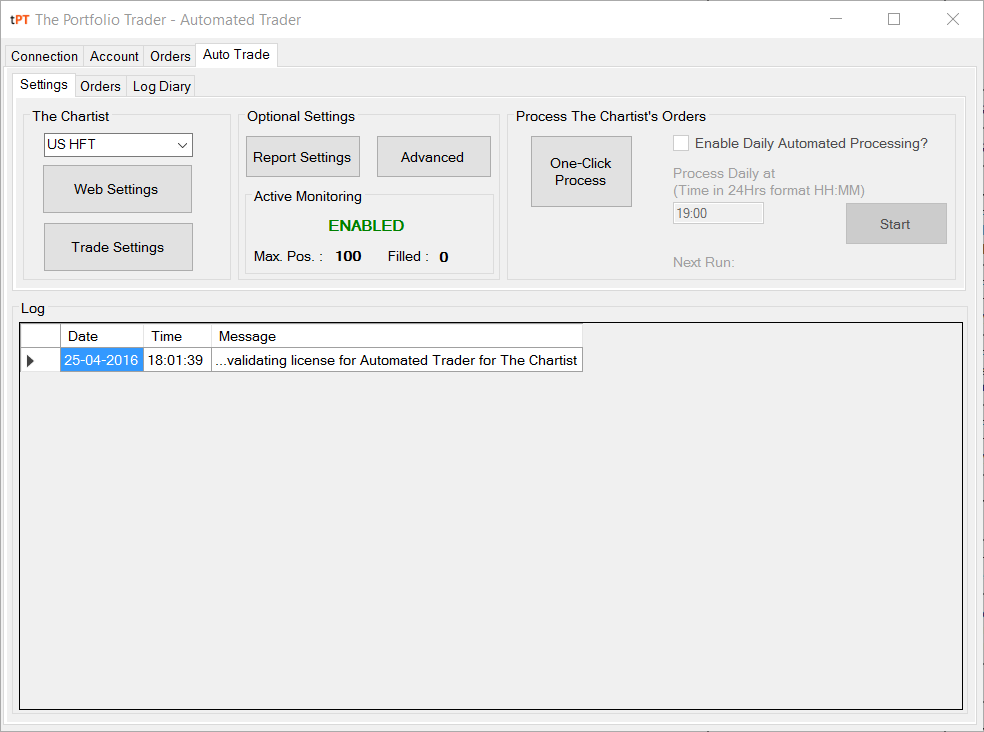 tPT The Portfolio Trader - Automated Trader
Connection Account Orders Auto Trade
Settings Orders Log Diary
The Chartist
US HFT
Web Settings
Trade Settings
Optional Settings
Report Settings Advanced
Active Monitoring
ENABLED
Max. Pos. : 100 Filled : 0
Process The Chartist's Orders
One-Click
Process
Enable Daily Automated Processing?
Process Daily at
(Time in 24Hrs format HH:MM)
19:00
Start
Next Run:
Log
Date Time Message
25-04-2016 18:01:39 ...validating license for Automated Trader for The Chartist